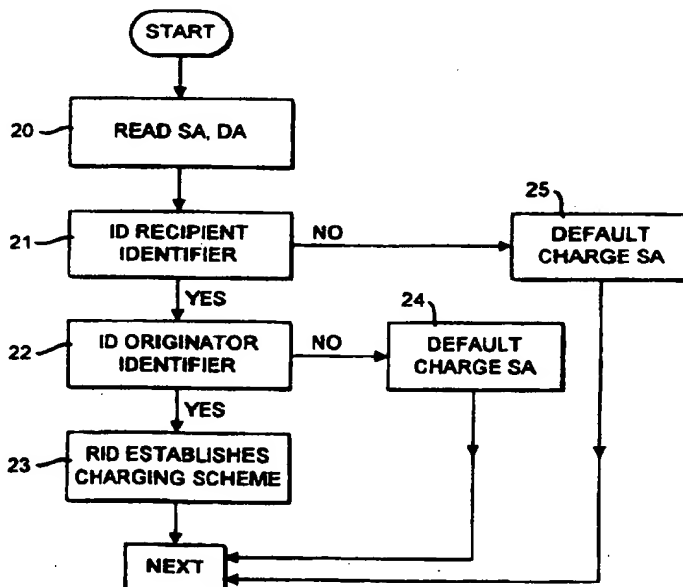 START
20
READ SA, DA
21
ID RECIPIENT
IDENTIFIER
NO
25
DEFAULT
CHARGE SA
YES
22
ID ORIGINATOR
IDENTIFIER
NO
24
DEFAULT
CHARGE SA
YES
23
RID ESTABLISHES
CHARGING SCHEME
NEXT